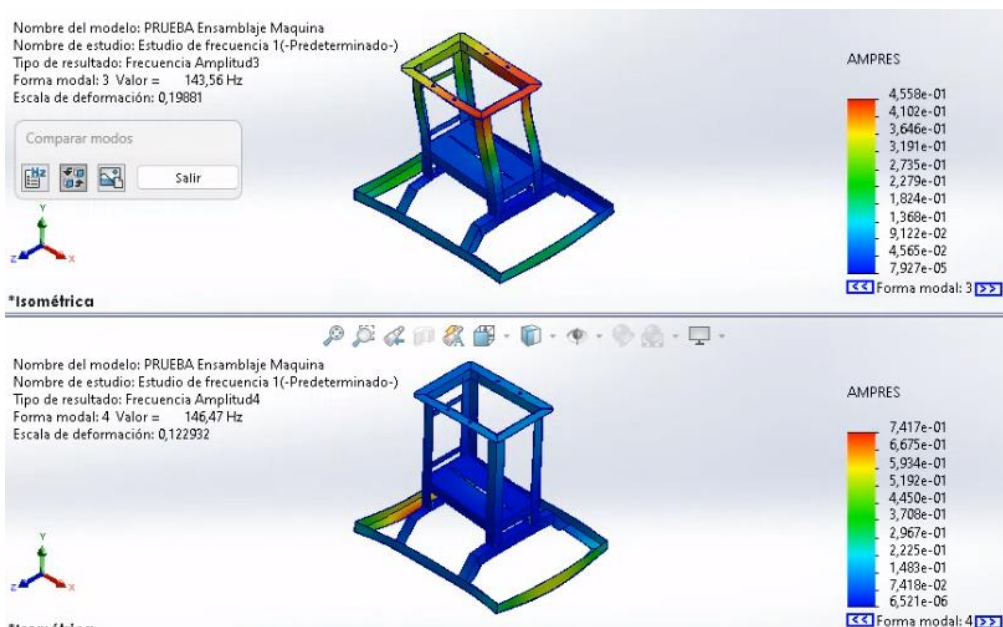 Nombre del modelo: PRUEBA Ensamblaje Maquina
Nombre de estudio: Estudio de frecuencia 1(-Predeterminado-)
Tipo de resultado: Frecuencia Amplitud3
Forma modal: 3 Valor = 143,56 Hz
Escala de deformación: 0,19881
Comparar modos
Hz
Salir
Y
Z
X
*Isométrica
AMPRES
4,558e-01
4,102e-01
3,646e-01
3,191e-01
2,735e-01
2,279e-01
1,824e-01
1,368e-01
9,122e-02
4,565e-02
7,927e-05
<< Forma modal: 3 >>
Nombre del modelo: PRUEBA Ensamblaje Maquina
Nombre de estudio: Estudio de frecuencia 1(-Predeterminado-)
Tipo de resultado: Frecuencia Amplitud4
Forma modal: 4 Valor = 146,47 Hz
Escala de deformación: 0,122932
Y
Z
X
AMPRES
7,417e-01
6,675e-01
5,934e-01
5,192e-01
4,450e-01
3,708e-01
2,967e-01
2,225e-01
1,483e-01
7,418e-02
6,521e-06
<< Forma modal: 4 >>